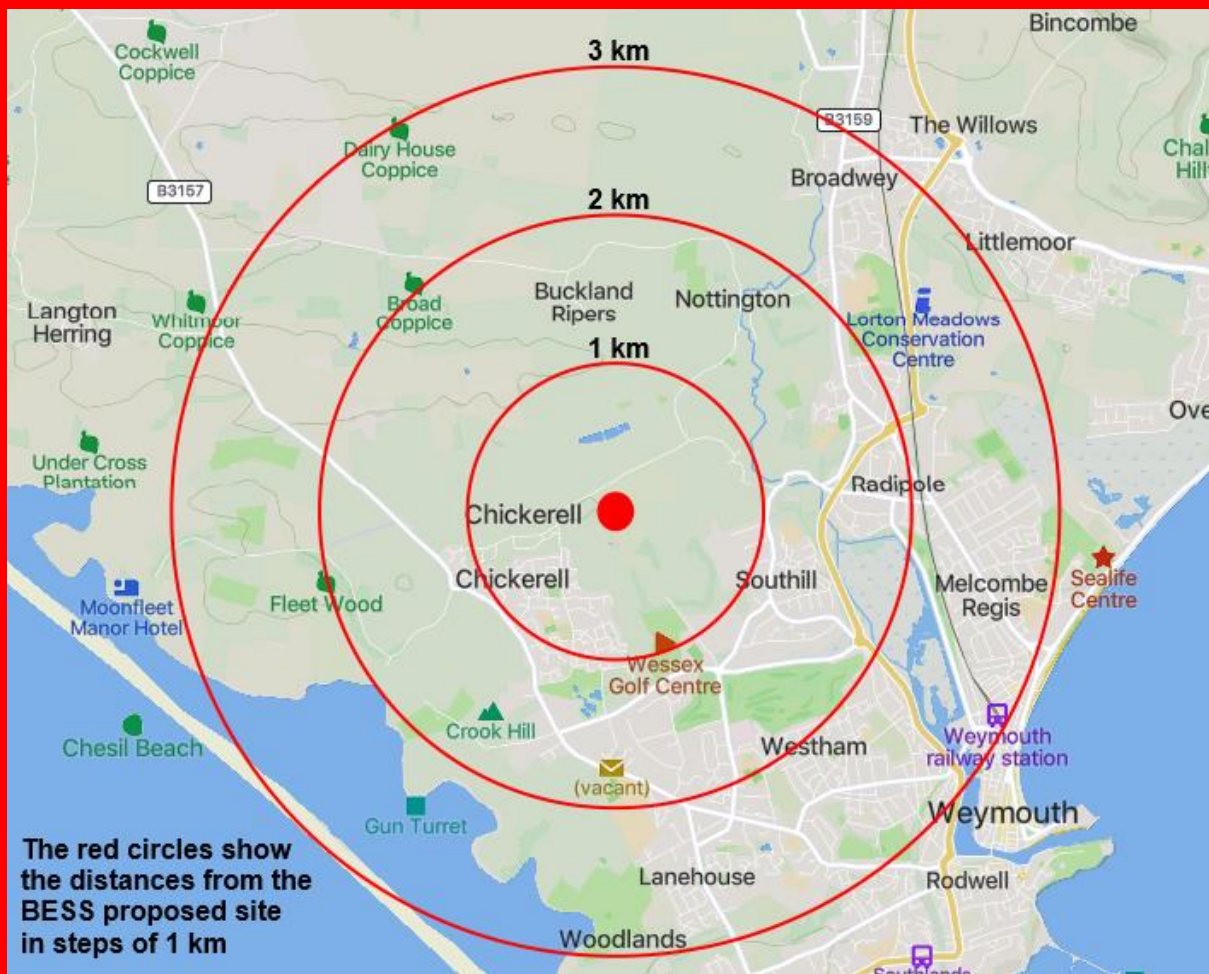 Bincombe
Cockwell
Coppice
3 km
B3159
The Willows
Dairy House
Coppice
Chal
Hill
Broadwey
B3157
2 km
Littlemoor
Buckland
Ripers
Nottington
Langton
Herring
Whitmoor
Coppice
Broad
Coppice
Lorton Meadows
Conservation
Centre
1 km
Ove
Under Cross
Plantation
Radipole
Chickerell
Chickerell
Southill
Melcombe
Regis
Sealife
Centre
Moonfleet
Manor Hotel
Fleet Wood
Wessex
Golf Centre
Crook Hill
Chesil Beach
Westham
Weymouth
railway station
(vacant)
Weymouth
Gun Turret
The red circles show
the distances from the
BESS proposed site
in steps of 1 km
Lanehouse
Rodwell
Woodlands